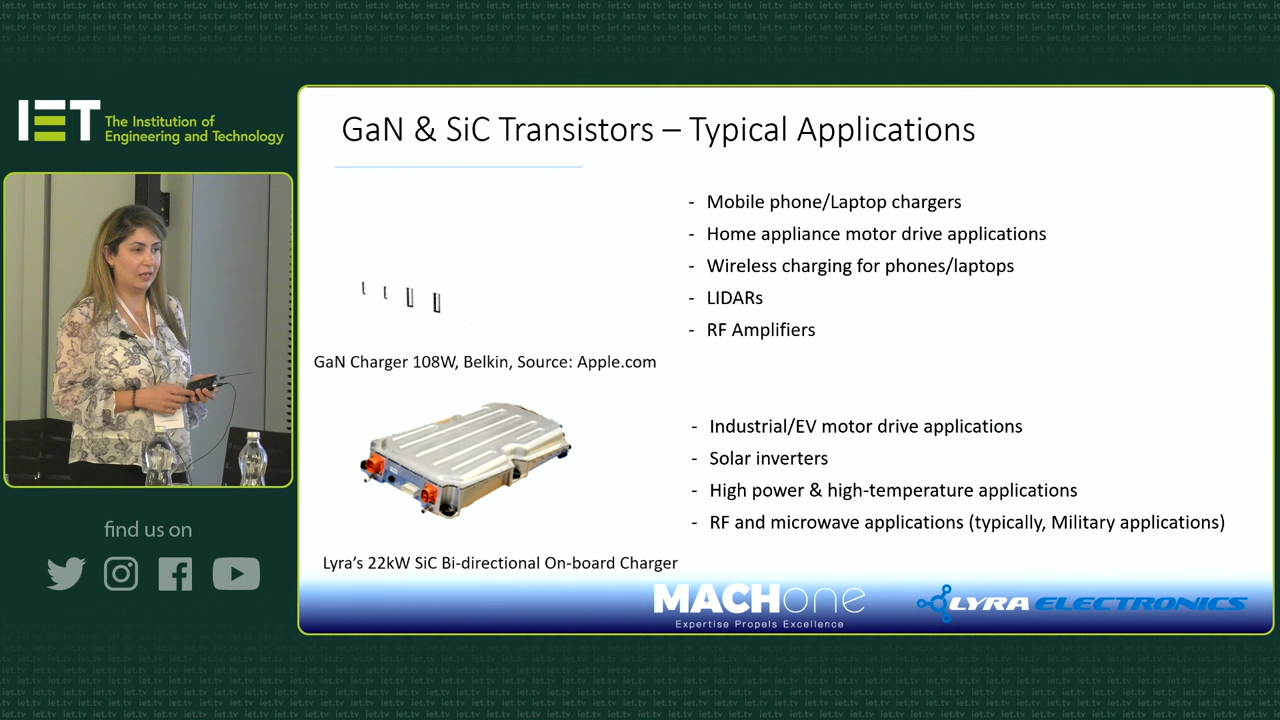 IET The Institution of
Engineering and Technology
find us on
GaN & SiC Transistors – Typical Applications
- Mobile phone/Laptop chargers
- Home appliance motor drive applications
- Wireless charging for phones/laptops
- LIDARs
- RF Amplifiers
GaN Charger 108W, Belkin, Source: Apple.com
- Industrial/EV motor drive applications
- Solar inverters
- High power & high-temperature applications
- RF and microwave applications (typically, Military applications)
Lyra's 22kW SiC Bi-directional On-board Charger
MACHone
Expertise Propels Excellence
LYRA ELECTRONICS